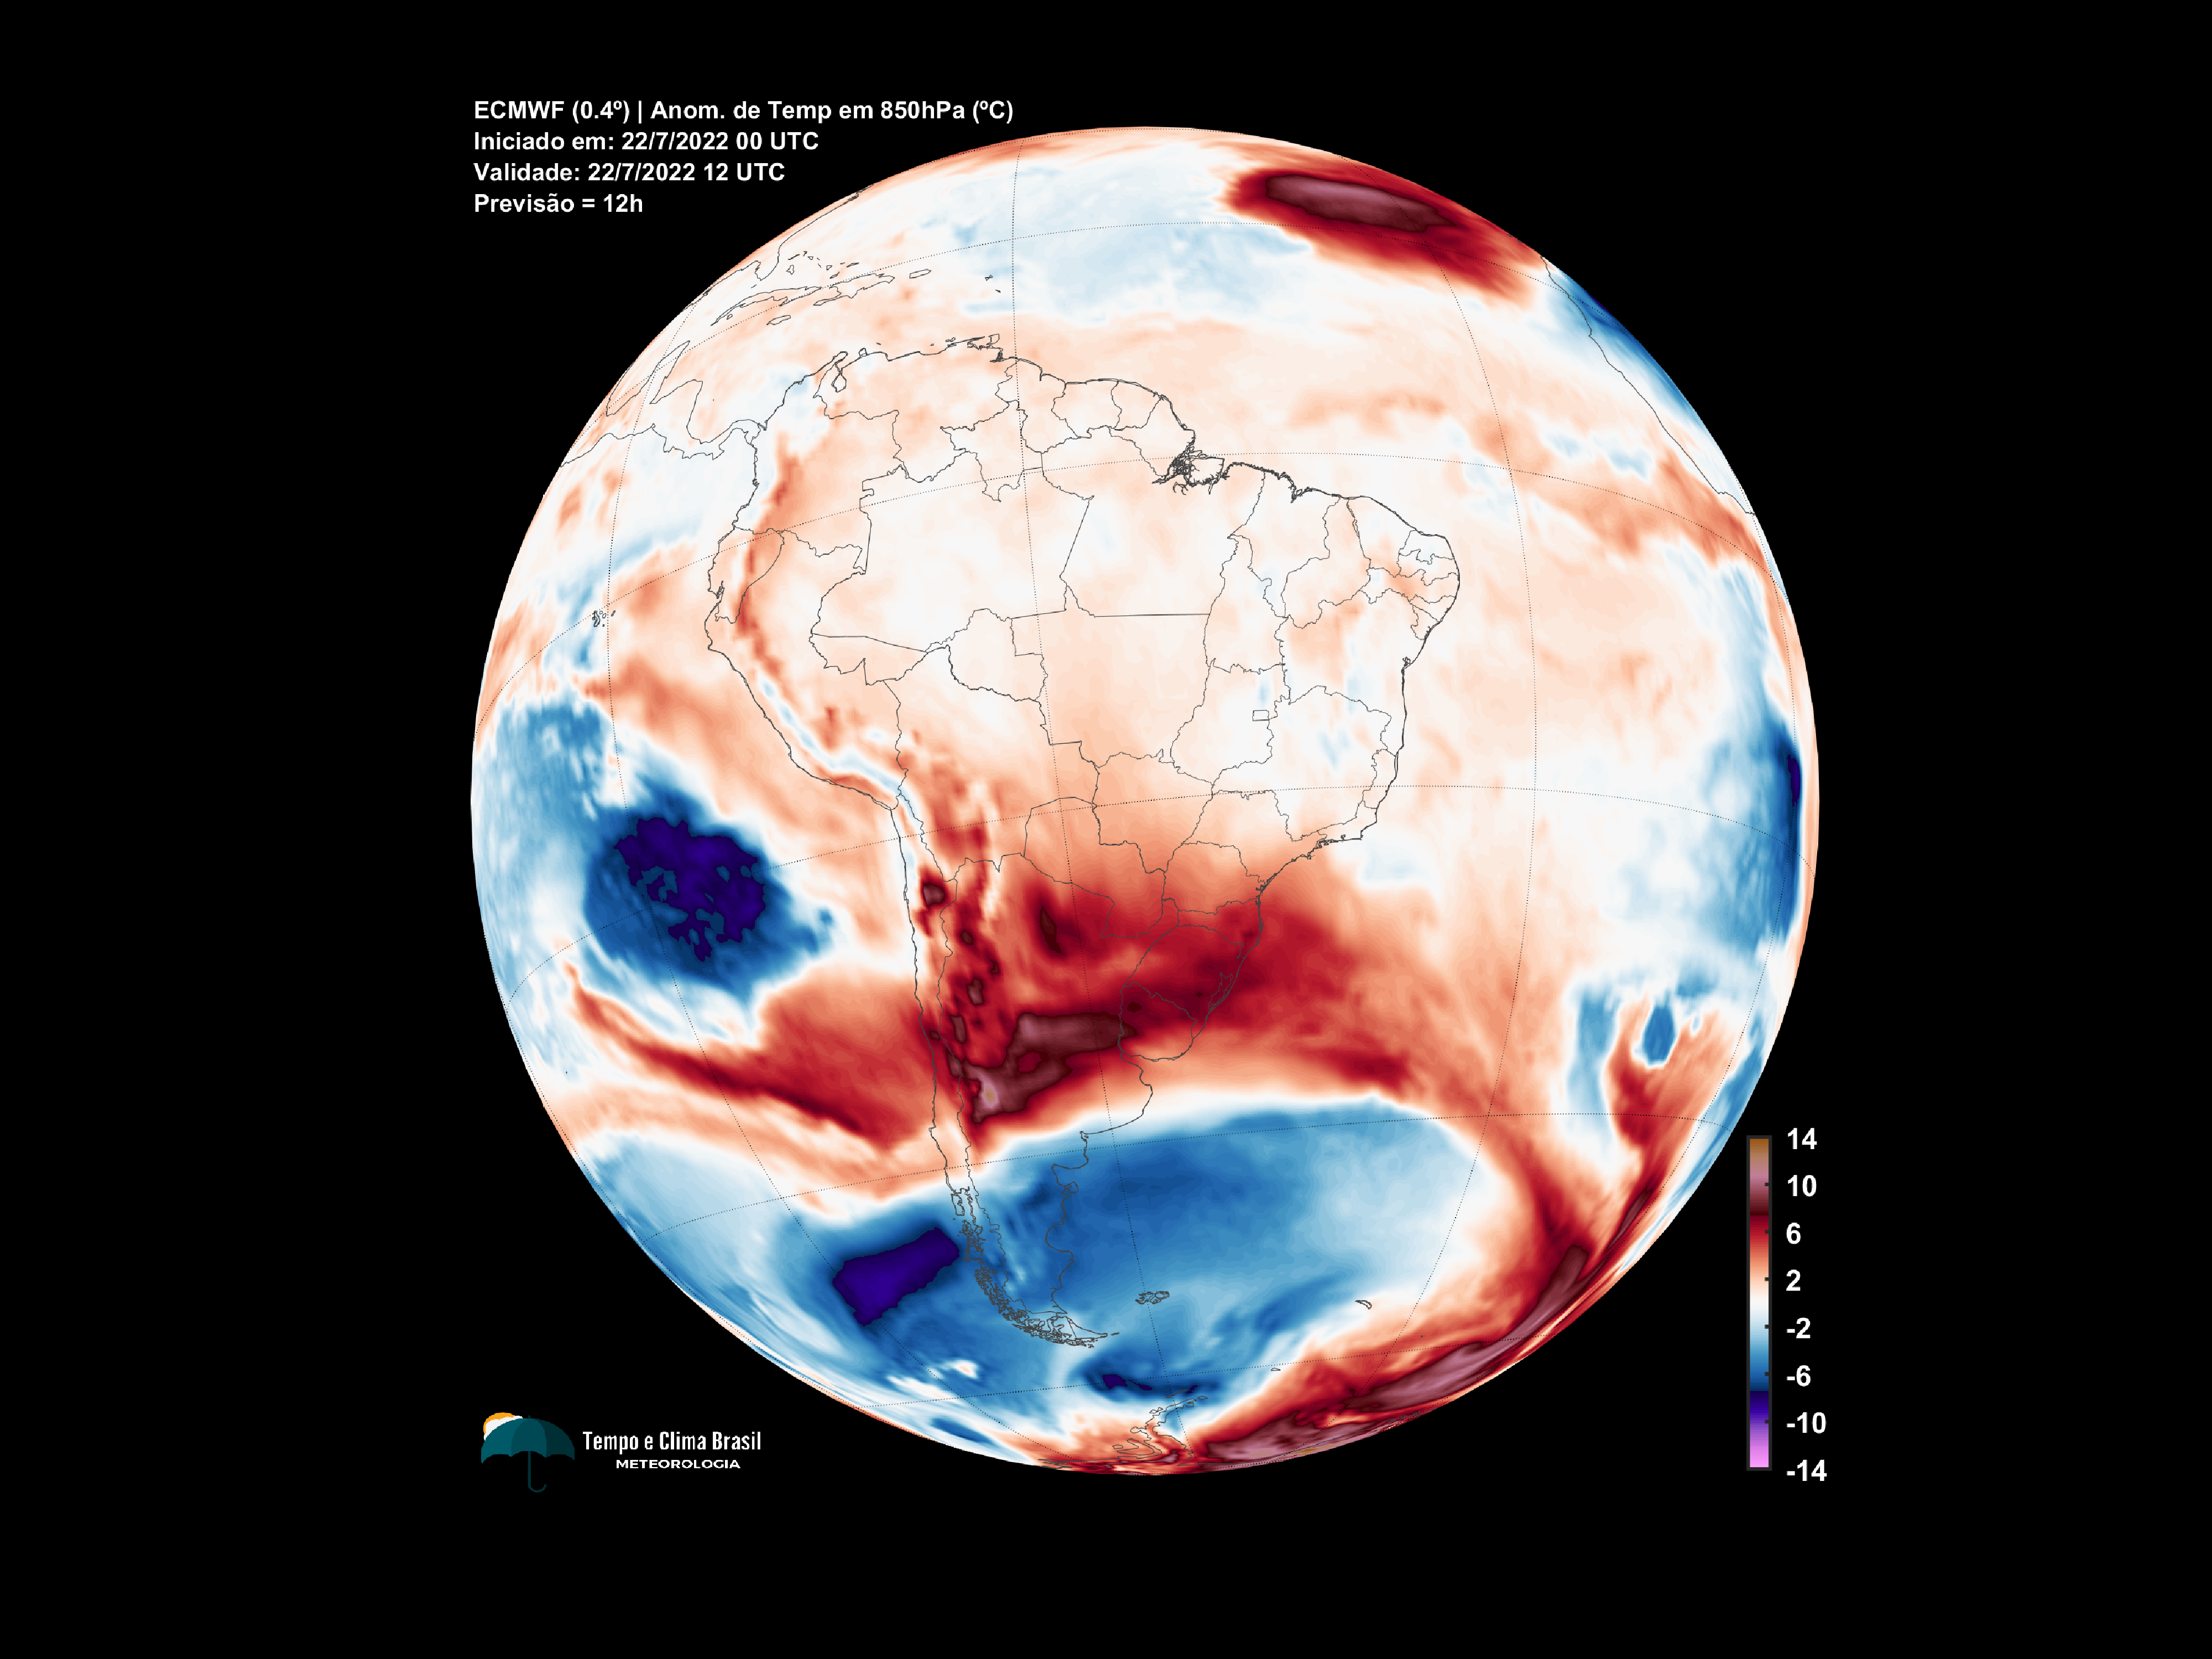 ECMWF (0.4º) | Anom. de Temp em 850hPa (ºC)
Iniciado em: 22/7/2022 00 UTC
Validade: 22/7/2022 12 UTC
Previsão = 12h
14
10
6
2
-2
-6
-10
-14
Tempo e Clima Brasil
METEOROLOGIA